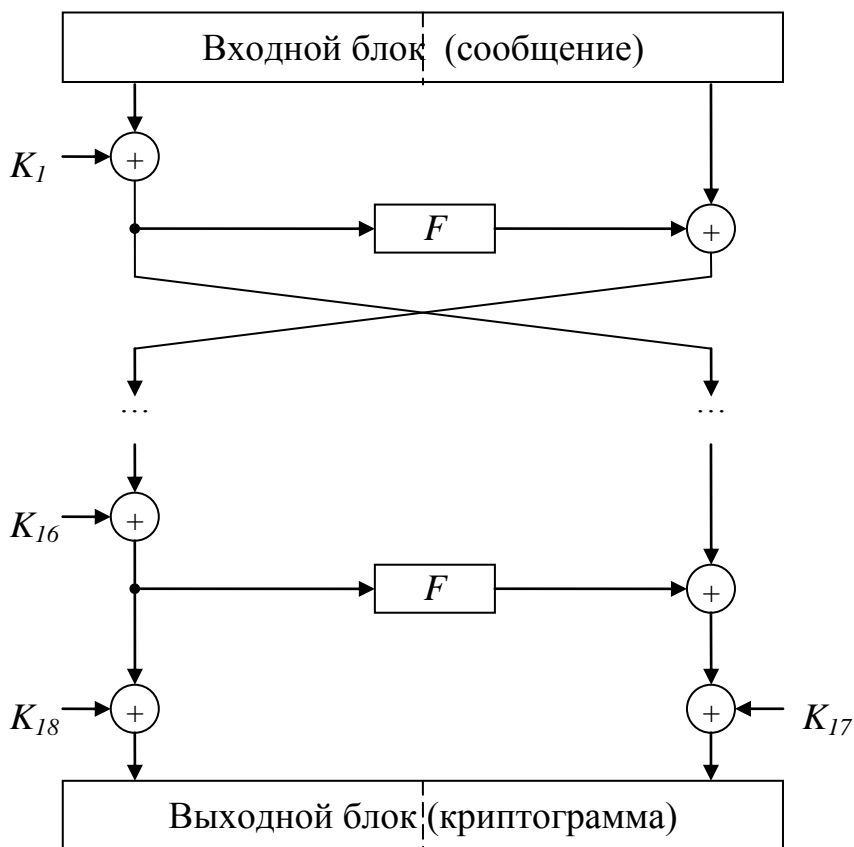 Входной блок (сообщение)
+
K1
F
+
... ...
+
K16
F
+
+
K18
+
K17
Выходной блок (криптограмма)